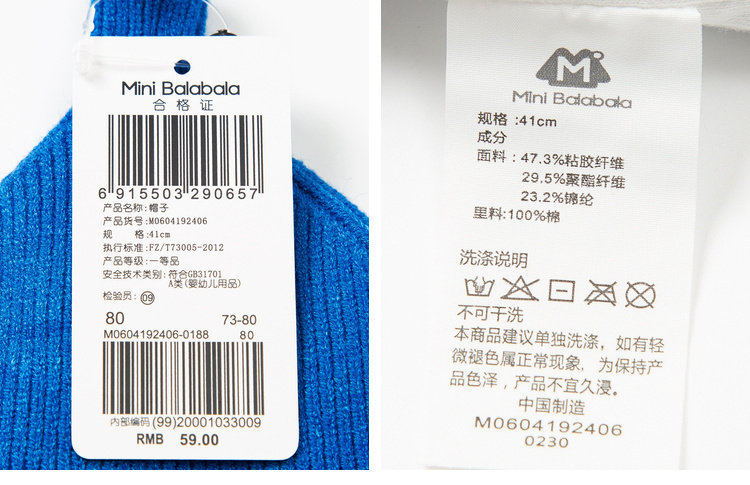 Mini Balabala
合格证
6 915503 290657
产品名称:帽子
产品货号:M0604192406
规 格:41cm
执行标准:FZ/T73005-2012
产品等级:一等品
安全技术类别:符合GB31701
A类(婴幼儿用品)
检验员:09
80 73-80
M0604192406-0188 80
内部编码 (99)20001033009
RMB 59.00
M
Mini Balabala
规格:41cm
成分
面料:47.3%粘胶纤维
29.5%聚酯纤维
23.2%锦纶
里料:100%棉
洗涤说明
不可干洗
本商品建议单独洗涤，如有轻
微褪色属正常现象，为保持产
品色泽，产品不宜久浸。
中国制造
M0604192406
0230